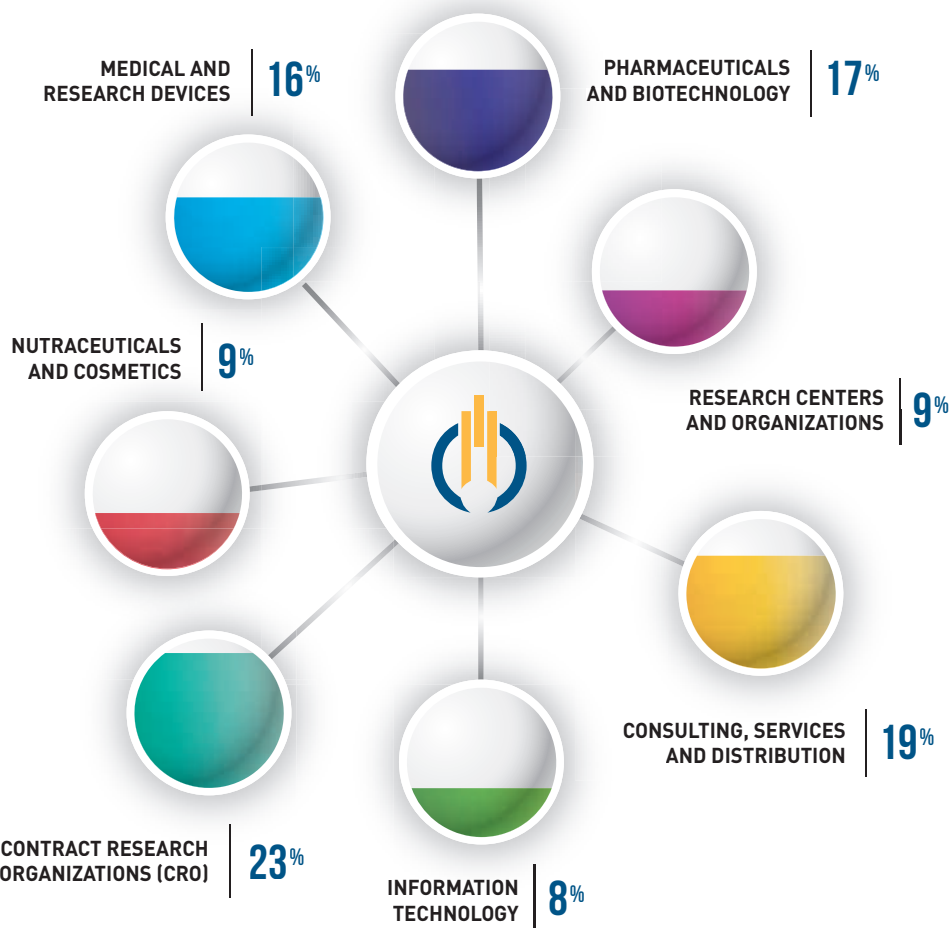 MEDICAL AND
RESEARCH DEVICES
16%
PHARMACEUTICALS
AND BIOTECHNOLOGY
17%
NUTRACEUTICALS
AND COSMETICS
9%
RESEARCH CENTERS
AND ORGANIZATIONS
9%
CONSULTING, SERVICES
AND DISTRIBUTION
19%
CONTRACT RESEARCH
ORGANIZATIONS (CRO)
23%
INFORMATION
TECHNOLOGY
8%